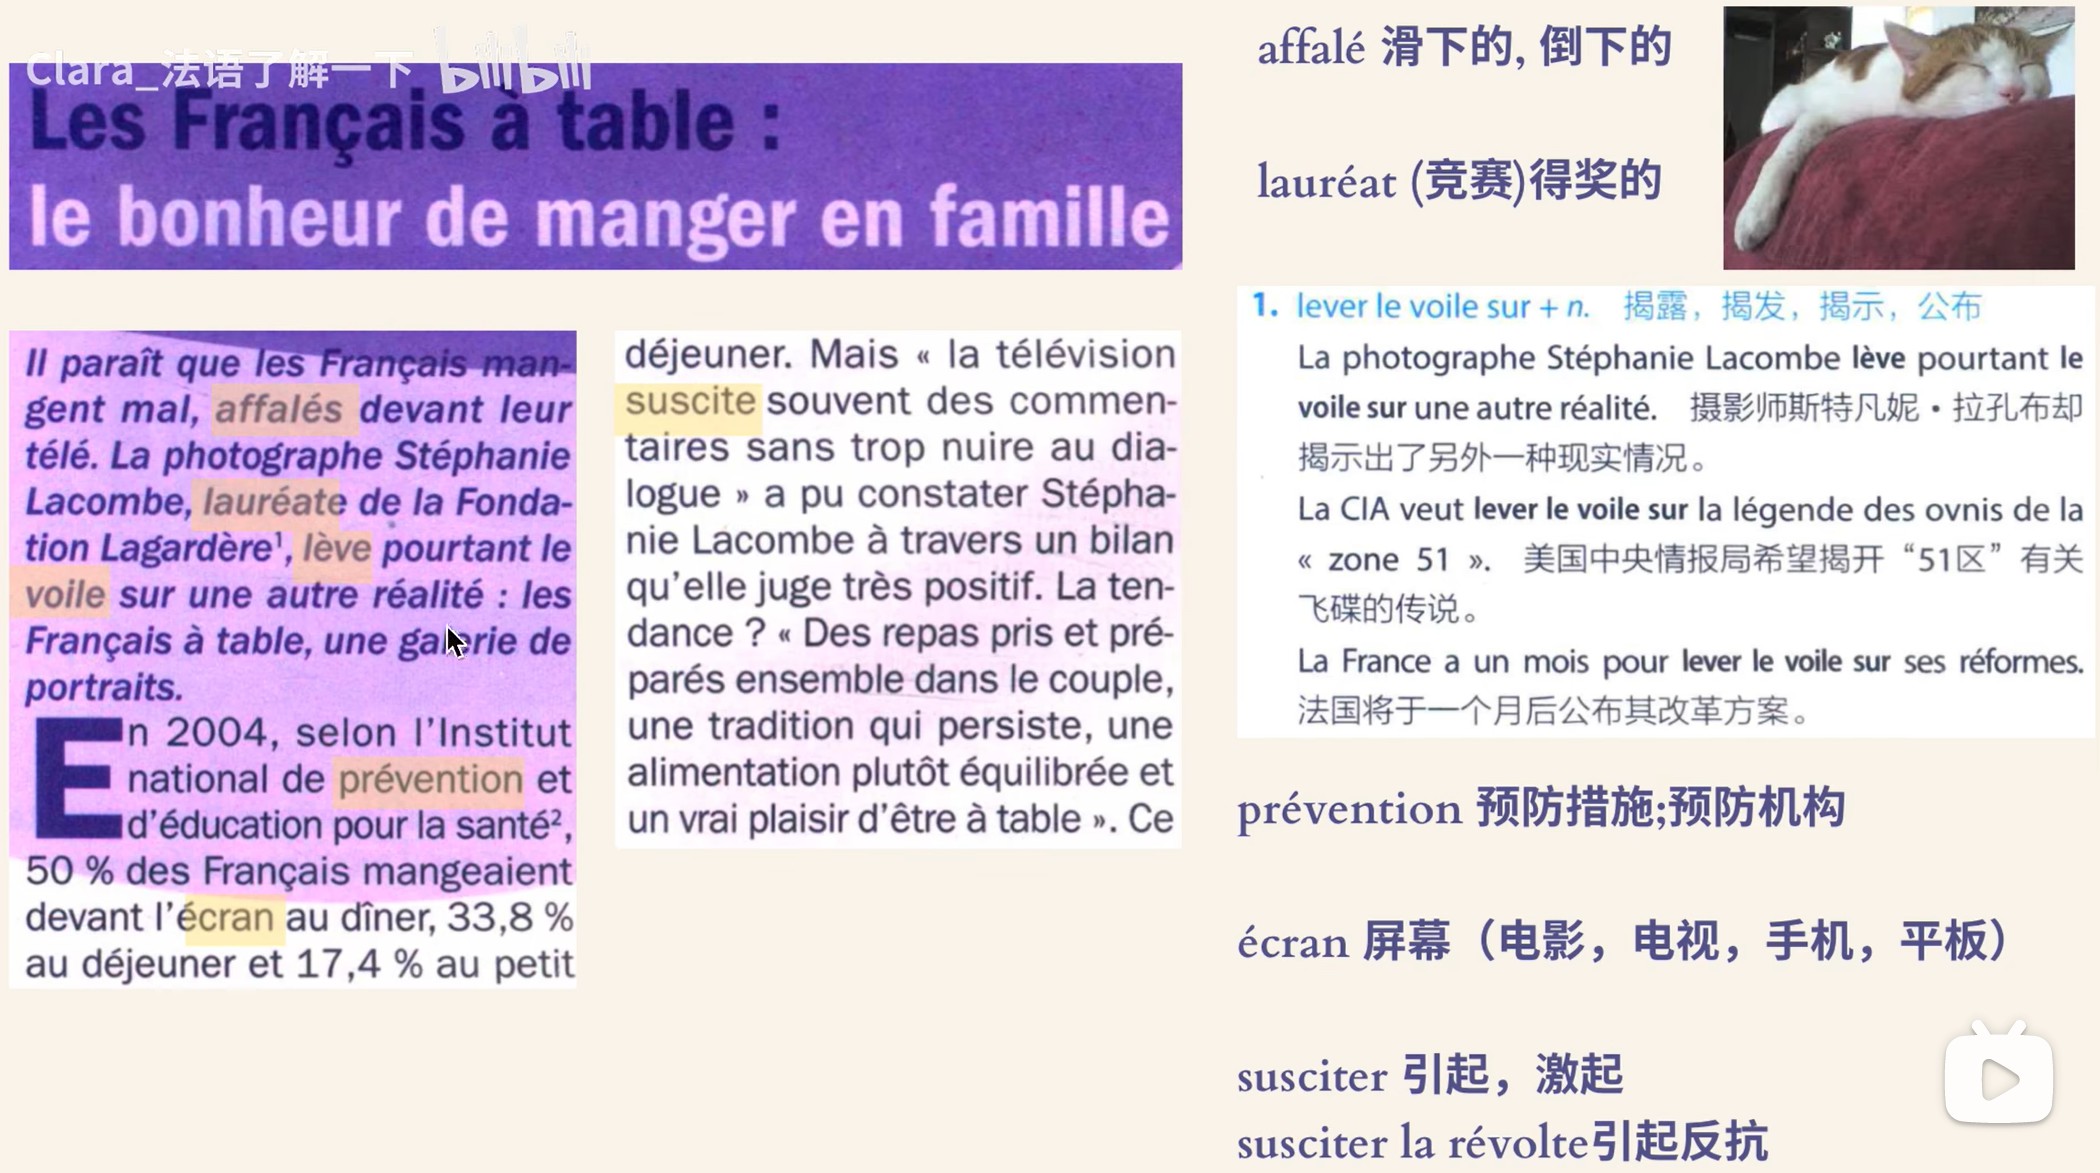 Clara_法语了解一下 bilibili
Les Français à table :
le bonheur de manger en famille
Il paraît que les Français man-
gent mal, affalés devant leur
télé. La photographe Stéphanie
Lacombe, lauréate de la Fonda-
tion Lagardère¹, lève pourtant le
voile sur une autre réalité : les
Français à table, une galerie de
portraits.
En 2004, selon l'Institut
national de prévention et
d'éducation pour la santé²,
50 % des Français mangeaient
devant l'écran au dîner, 33,8 %
au déjeuner et 17,4 % au petit
déjeuner. Mais « la télévision
suscite souvent des commen-
taires sans trop nuire au dia-
logue » a pu constater Stépha-
nie Lacombe à travers un bilan
qu'elle juge très positif. La ten-
dance ? « Des repas pris et pré-
parés ensemble dans le couple,
une tradition qui persiste, une
alimentation plutôt équilibrée et
un vrai plaisir d'être à table ». Ce
affalé 滑下的, 倒下的
lauréat (竞赛)得奖的
1. lever le voile sur + n. 揭露，揭发，揭示，公布
La photographe Stéphanie Lacombe lève pourtant le
voile sur une autre réalité. 摄影师斯特凡妮·拉孔布却
揭示出了另外一种现实情况。
La CIA veut lever le voile sur la légende des ovnis de la
« zone 51 ». 美国中央情报局希望揭开“51区”有关
飞碟的传说。
La France a un mois pour lever le voile sur ses réformes.
法国将于一个月后公布其改革方案。
prévention 预防措施;预防机构
écran 屏幕（电影，电视，手机，平板）
susciter 引起，激起
susciter la révolte引起反抗